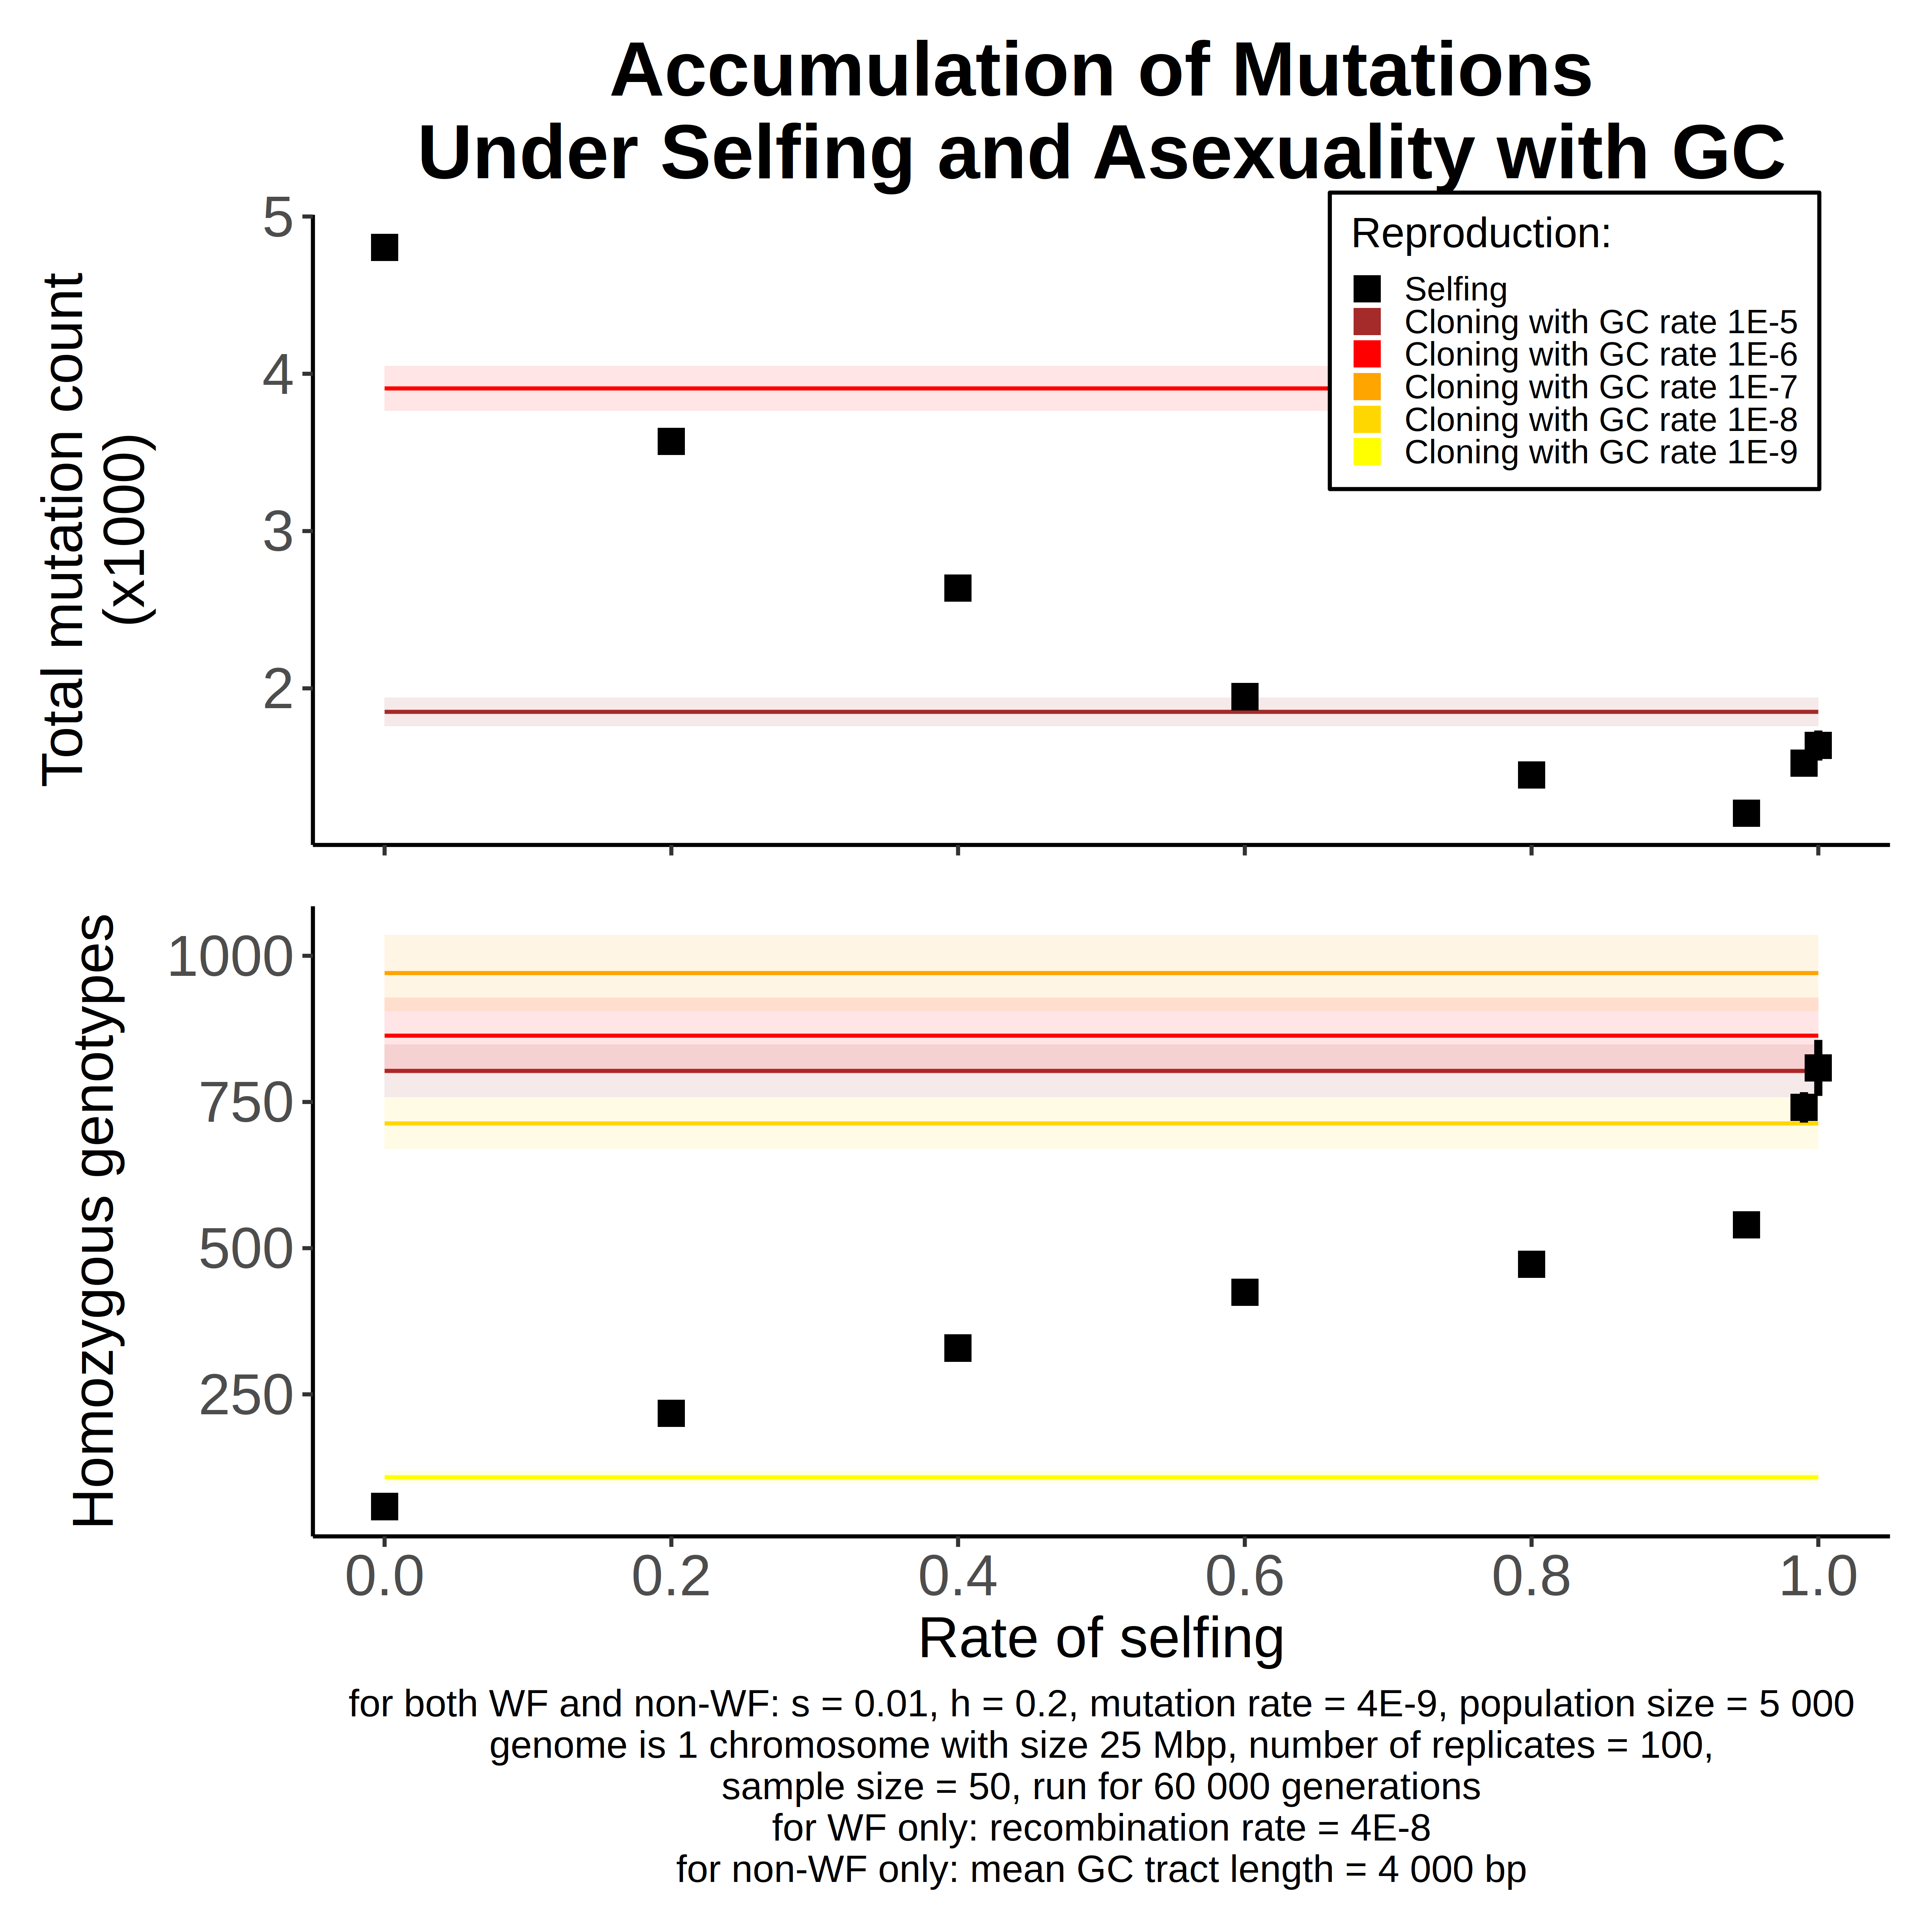 Accumulation of Mutations
Under Selfing and Asexuality with GC
Total mutation count
(x1000)
5
4
3
2
Reproduction:
Selfing
Cloning with GC rate 1E-5
Cloning with GC rate 1E-6
Cloning with GC rate 1E-7
Cloning with GC rate 1E-8
Cloning with GC rate 1E-9
Homozygous genotypes
1000
750
500
250
0.0 0.2 0.4 0.6 0.8 1.0
Rate of selfing
for both WF and non-WF: s = 0.01, h = 0.2, mutation rate = 4E-9, population size = 5 000
genome is 1 chromosome with size 25 Mbp, number of replicates = 100,
sample size = 50, run for 60 000 generations
for WF only: recombination rate = 4E-8
for non-WF only: mean GC tract length = 4 000 bp